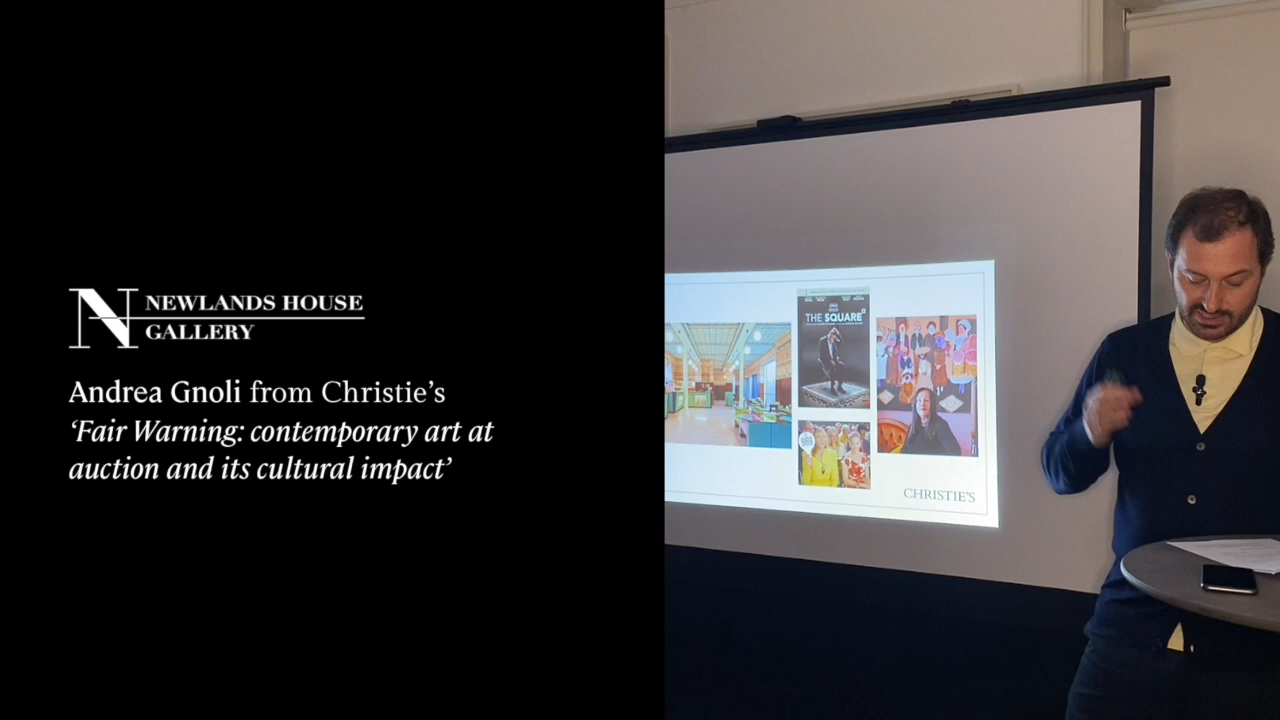 NEWLANDS HOUSE
GALLERY
Andrea Gnoli from Christie’s
‘Fair Warning: contemporary art at
auction and its cultural impact’
THE SQUARE
989
CHRISTIE'S